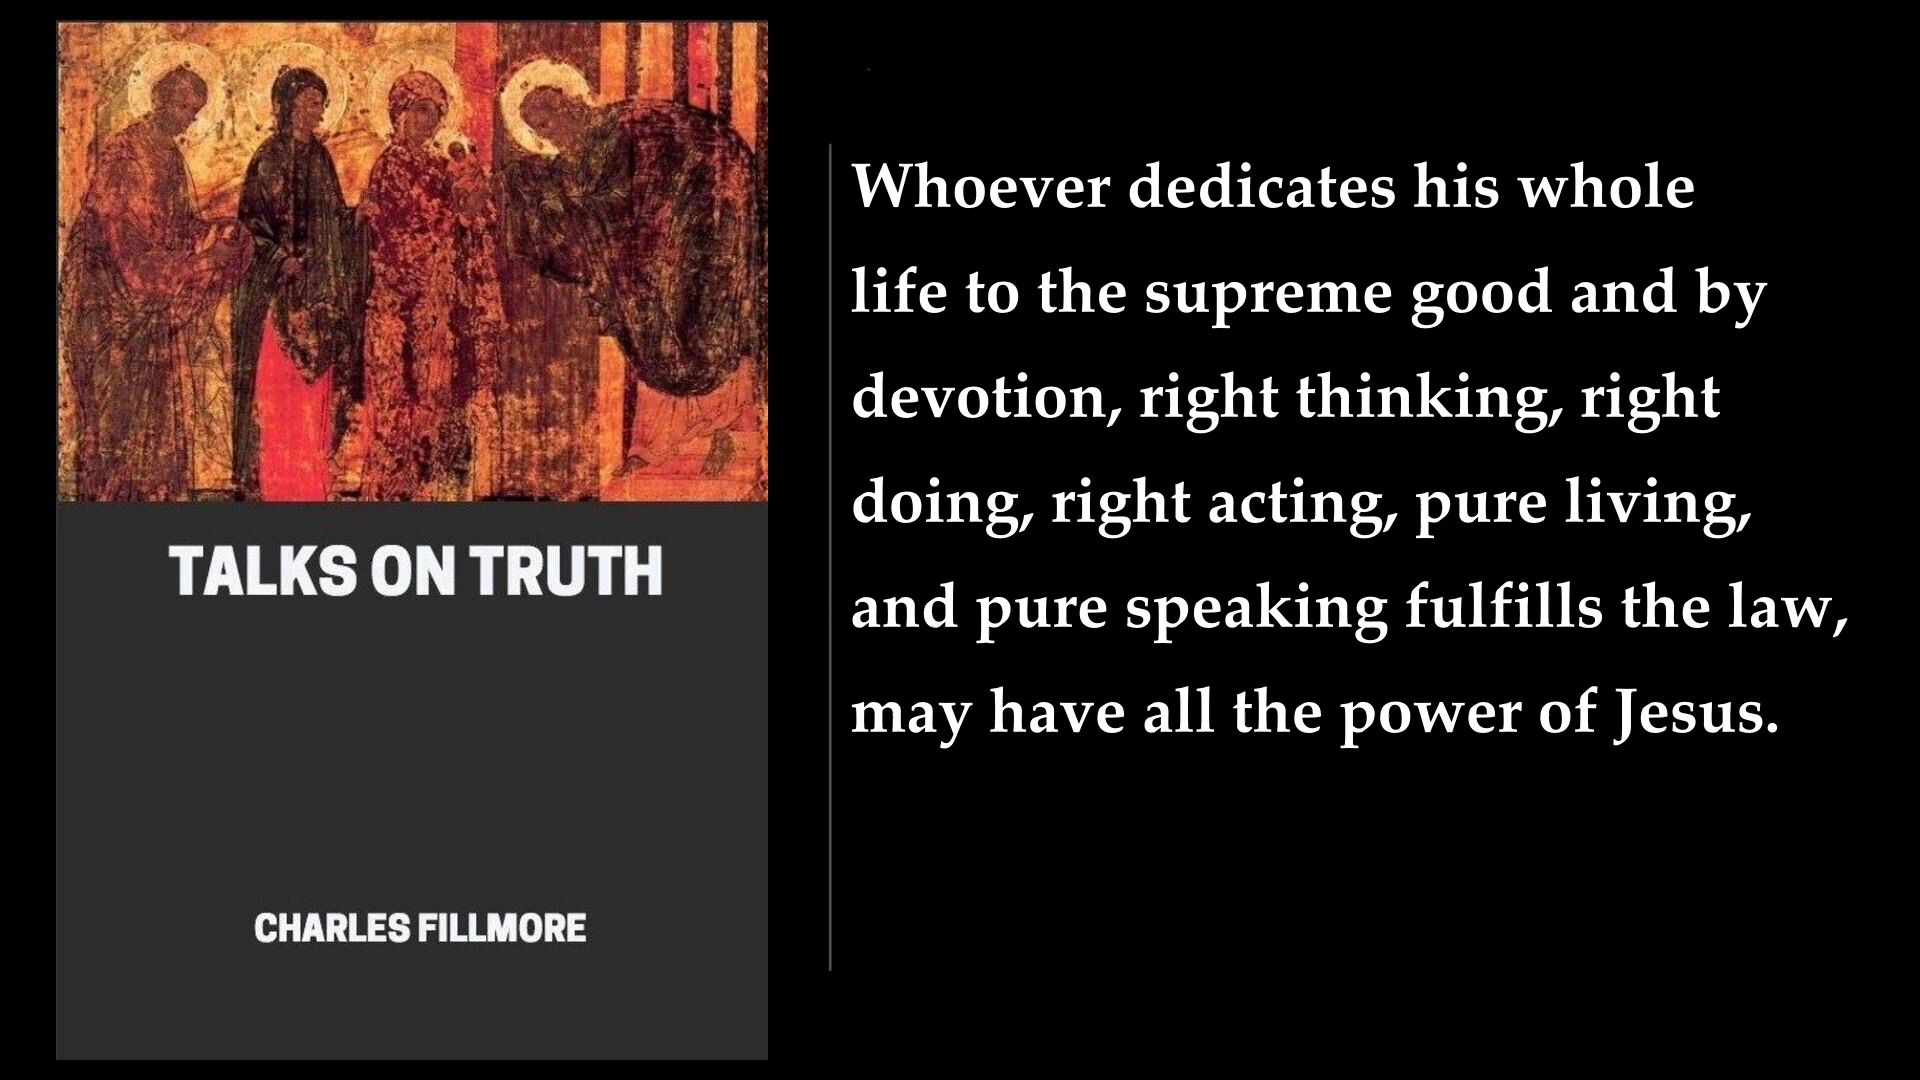 TALKS ON TRUTH
CHARLES FILLMORE
Whoever dedicates his whole
life to the supreme good and by
devotion, right thinking, right
doing, right acting, pure living,
and pure speaking fulfills the law,
may have all the power of Jesus.